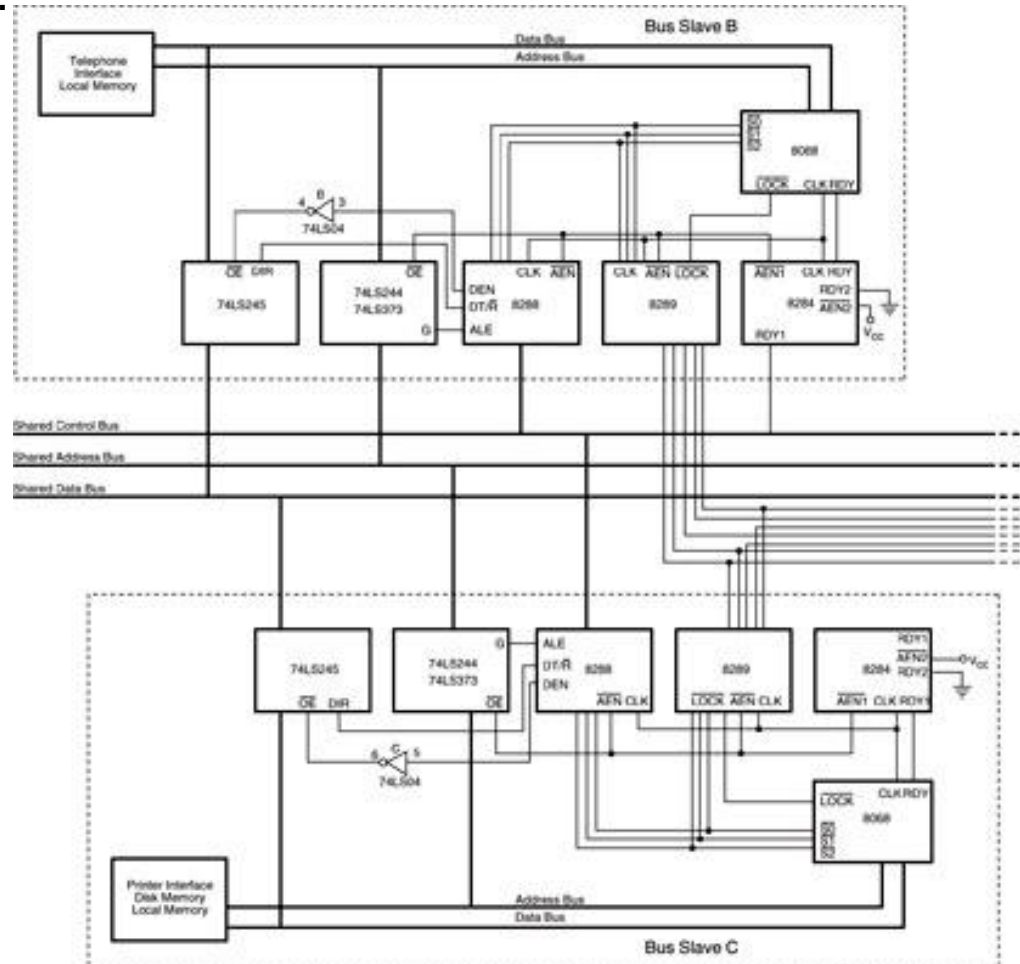 Bus Slave B
Data Bus
Address Bus
Telephone
Interface
Local Memory
8088
LOCK CLK RDY
4 B 3
74LS04
OE DIR
74LS245
OE
74LS244
74LS373
G
CLK AEN
DEN
DT/R
ALE
8288
CLK AEN LOCK
8289
AEN1 CLK RDY
RDY2
8284 AEN2
RDY1
VCC
Shared Control Bus
Shared Address Bus
Shared Data Bus
74LS245
OE DIR
G
74LS244
74LS373
OE
ALE
DT/R
DEN
8288
AEN CLK
8289
LOCK AEN CLK
RDY1
AEN2
8284 RDY2
VCC
AEN1 CLK RDY1
6 C 5
74LS04
CLK RDY
LOCK
8088
Printer Interface
Disk Memory
Local Memory
Address Bus
Data Bus
Bus Slave C